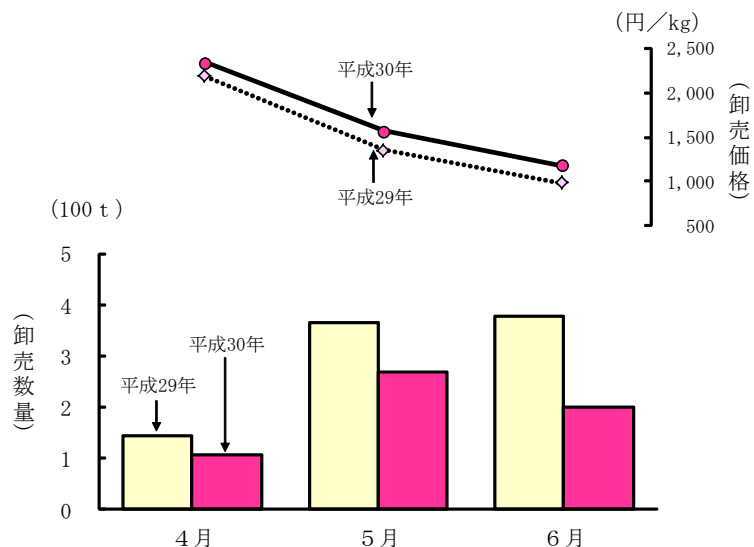 （円／kg）
2,500
2,000
1,500
1,000
500
（卸売価格）
平成30年
平成29年
（100ｔ）
5
4
3
2
1
0
（卸売数量）
平成30年
平成29年
４月
５月
６月